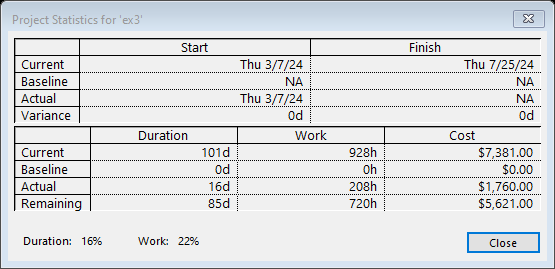 Project Statistics for 'ex3'
Start Finish
Current Thu 3/7/24 Thu 7/25/24
Baseline NA NA
Actual Thu 3/7/24 NA
Variance 0d 0d
Duration Work Cost
Current 101d 928h $7,381.00
Baseline 0d 0h $0.00
Actual 16d 208h $1,760.00
Remaining 85d 720h $5,621.00
Duration: 16% Work: 22% Close